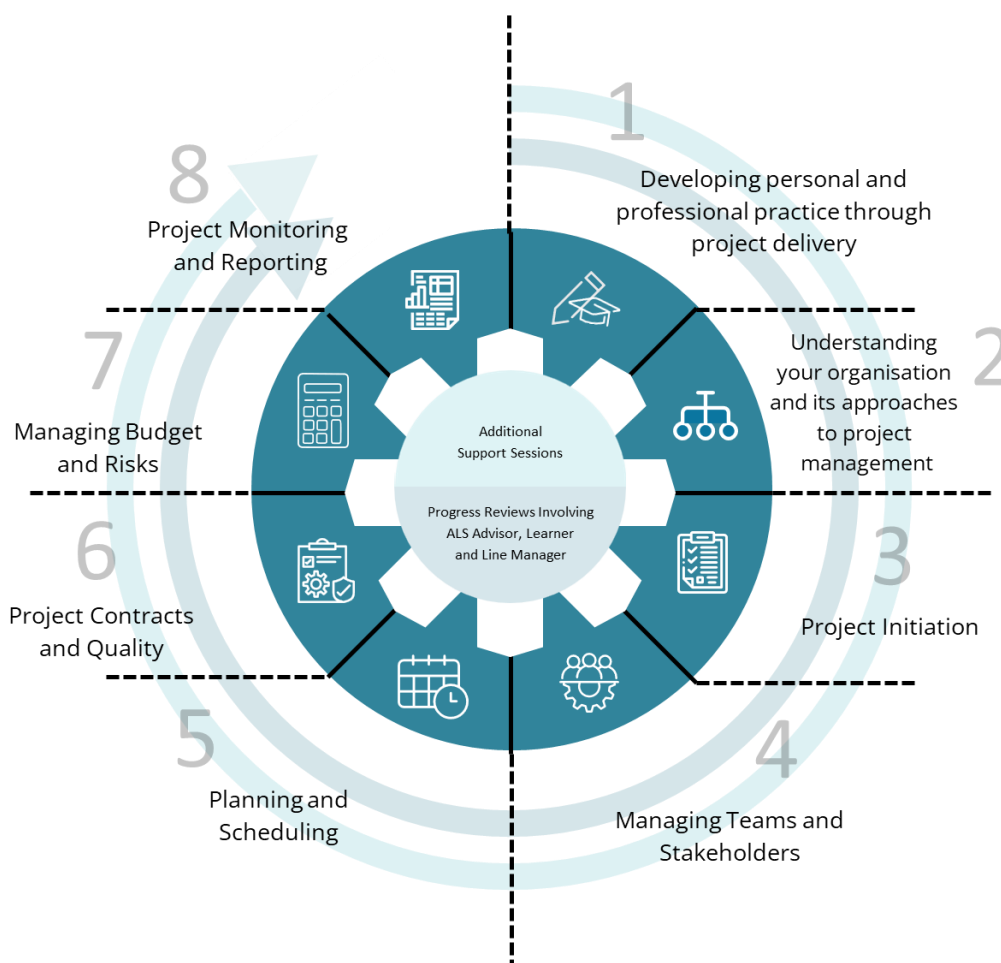 1
Developing personal and
professional practice through
project delivery
2
Understanding
your organisation
and its approaches
to project
management
3
Project Initiation
4
Managing Teams and
Stakeholders
5
Planning and
Scheduling
6
Project Contracts
and Quality
7
Managing Budget
and Risks
8
Project Monitoring
and Reporting
Additional
Support Sessions
Progress Reviews Involving
ALS Advisor, Learner
and Line Manager